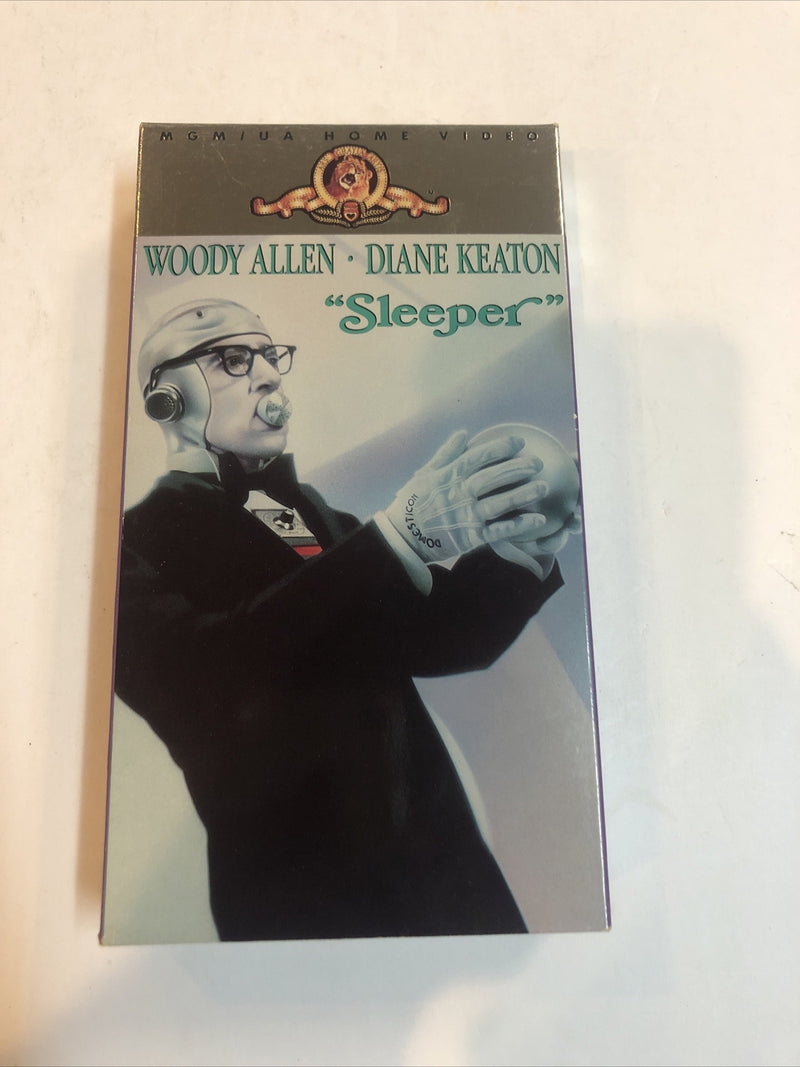 MGM/UA HOME VIDEO
WOODY ALLEN · DIANE KEATON
“Sleeper”
DOMESTICON